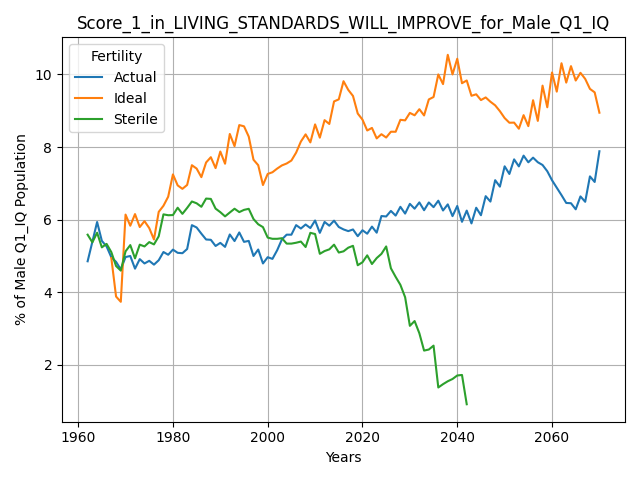 Score_1_in_LIVING_STANDARDS_WILL_IMPROVE_for_Male_Q1_IQ
Fertility
Actual
Ideal
Sterile
% of Male Q1_IQ Population
10
8
6
4
2
1960
1980
2000
2020
2040
2060
Years